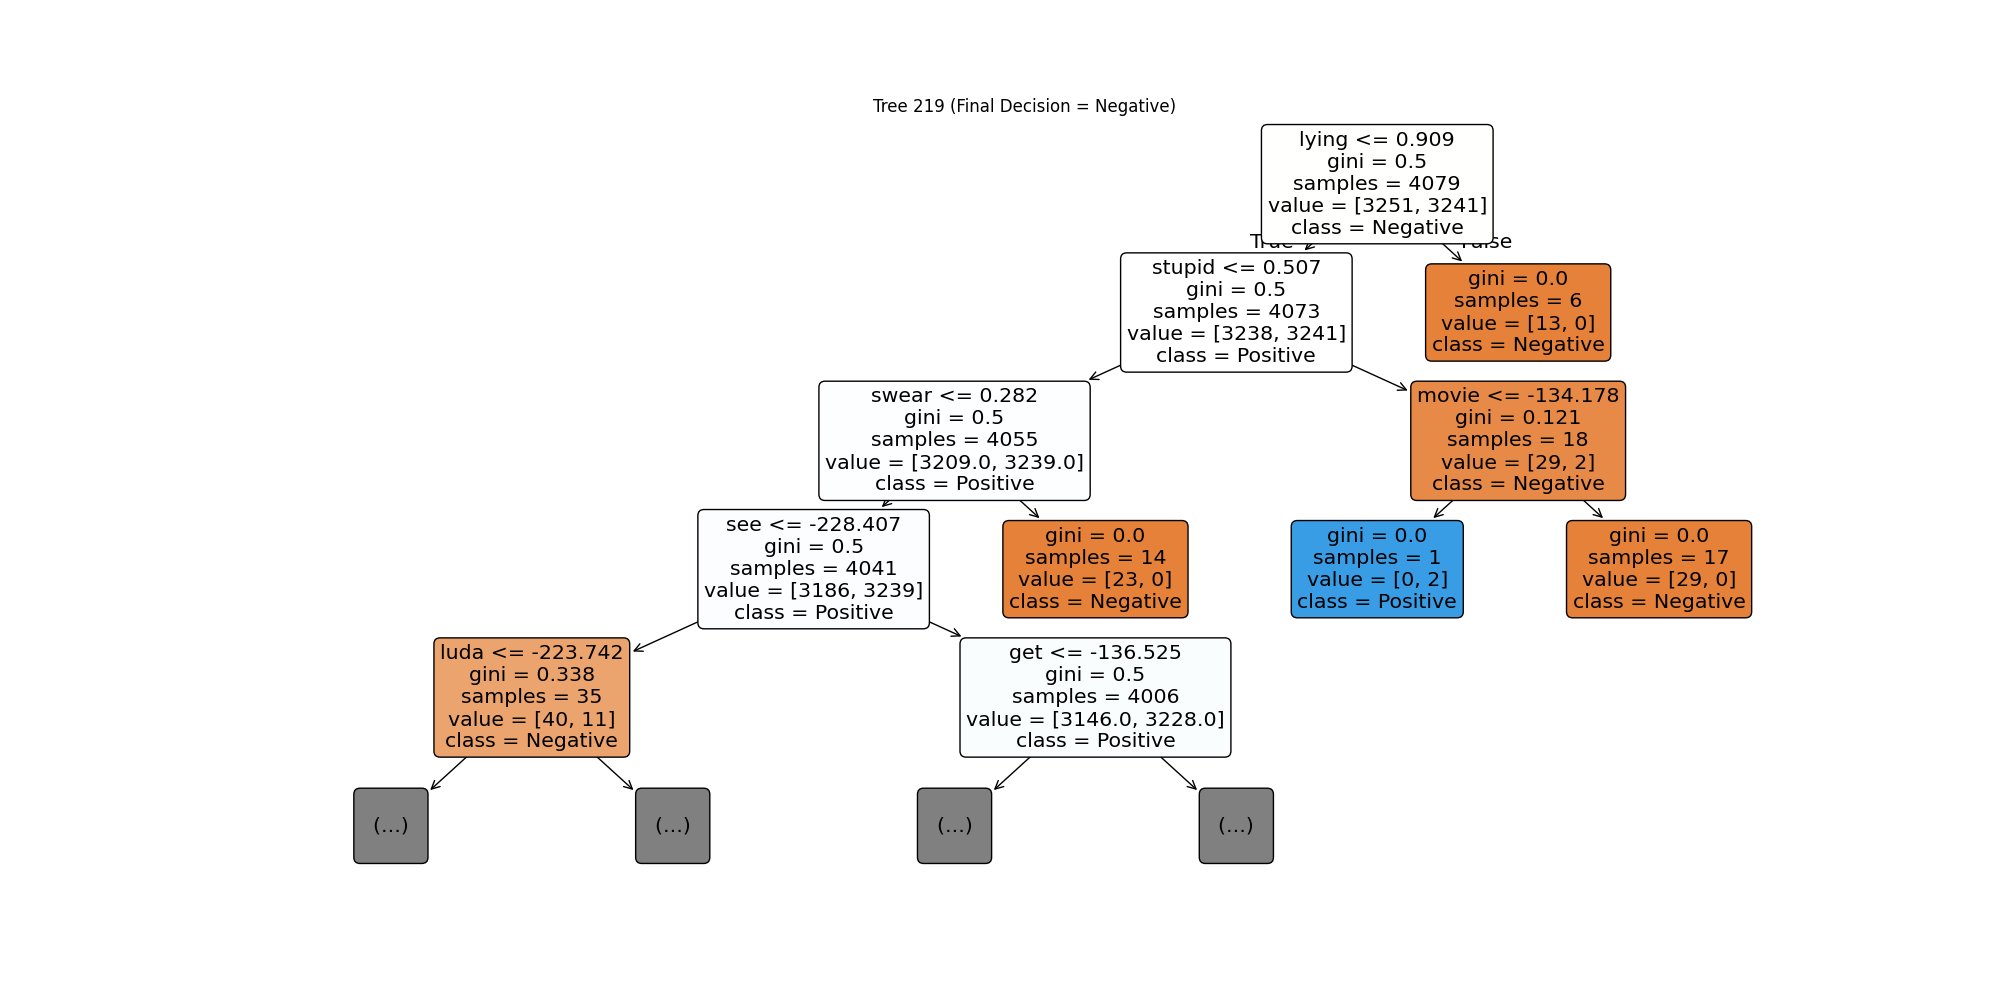 Tree 219 (Final Decision = Negative)
lying <= 0.909
gini = 0.5
samples = 4079
value = [3251, 3241]
class = Negative
True
False
stupid <= 0.507
gini = 0.5
samples = 4073
value = [3238, 3241]
class = Positive
gini = 0.0
samples = 6
value = [13, 0]
class = Negative
swear <= 0.282
gini = 0.5
samples = 4055
value = [3209.0, 3239.0]
class = Positive
movie <= -134.178
gini = 0.121
samples = 18
value = [29, 2]
class = Negative
see <= -228.407
gini = 0.5
samples = 4041
value = [3186, 3239]
class = Positive
gini = 0.0
samples = 14
value = [23, 0]
class = Negative
gini = 0.0
samples = 1
value = [0, 2]
class = Positive
gini = 0.0
samples = 17
value = [29, 0]
class = Negative
luda <= -223.742
gini = 0.338
samples = 35
value = [40, 11]
class = Negative
get <= -136.525
gini = 0.5
samples = 4006
value = [3146.0, 3228.0]
class = Positive
(...)
(...)
(...)
(...)